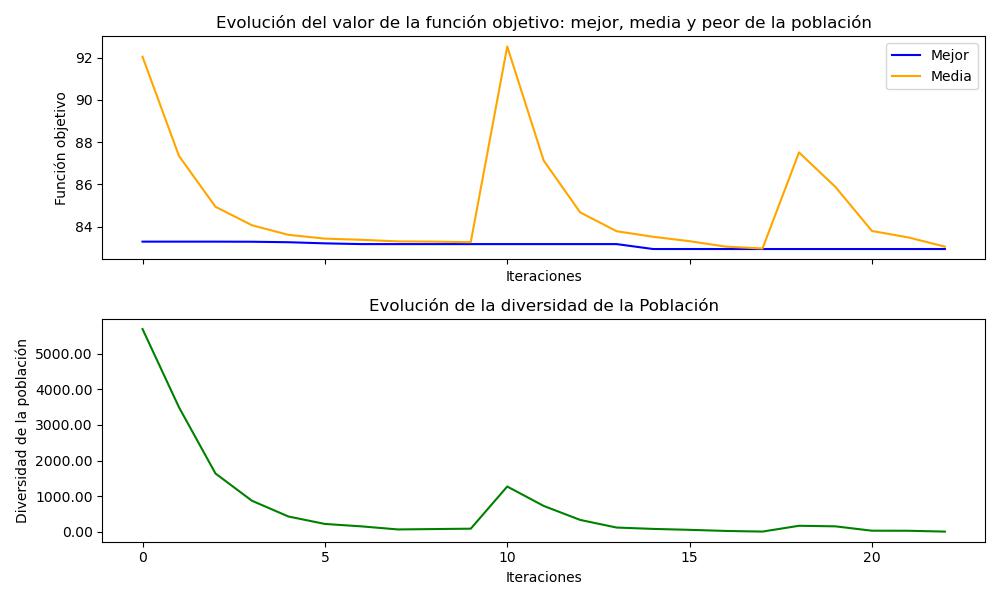 Evolución del valor de la función objetivo: mejor, media y peor de la población
Función objetivo
92
90
88
86
84
Mejor
Media
Iteraciones
Evolución de la diversidad de la Población
Diversidad de la población
5000.00
4000.00
3000.00
2000.00
1000.00
0.00
0
5
10
15
20
Iteraciones